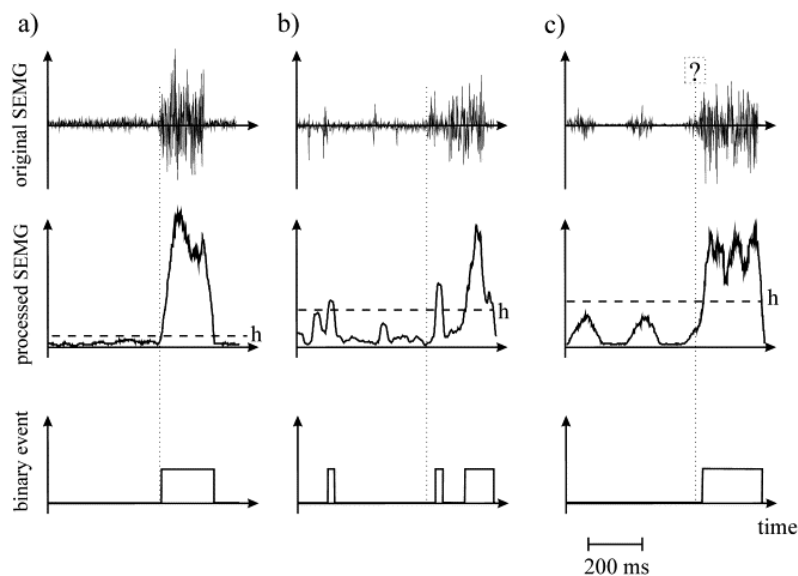 a)
b)
c)
original SEMG
?
processed SEMG
h
h
h
binary event
time
200 ms